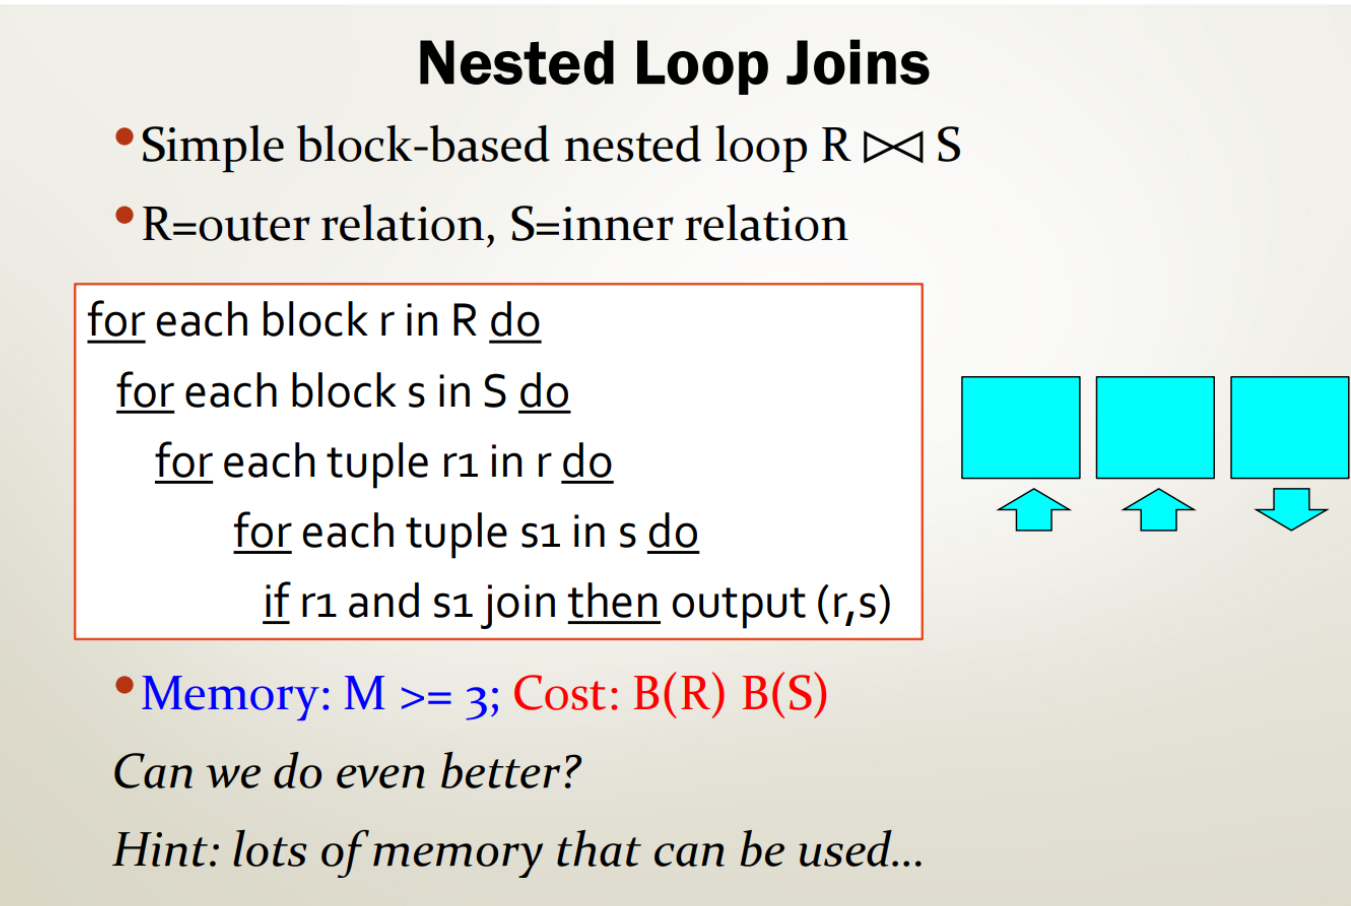 Nested Loop Joins
•Simple block-based nested loop R ⋈ S
•R=outer relation, S=inner relation
for each block r in R do
for each block s in S do
for each tuple r1 in r do
for each tuple s1 in s do
if r1 and s1 join then output (r,s)
•Memory: M >= 3; Cost: B(R) B(S)
Can we do even better?
Hint: lots of memory that can be used...